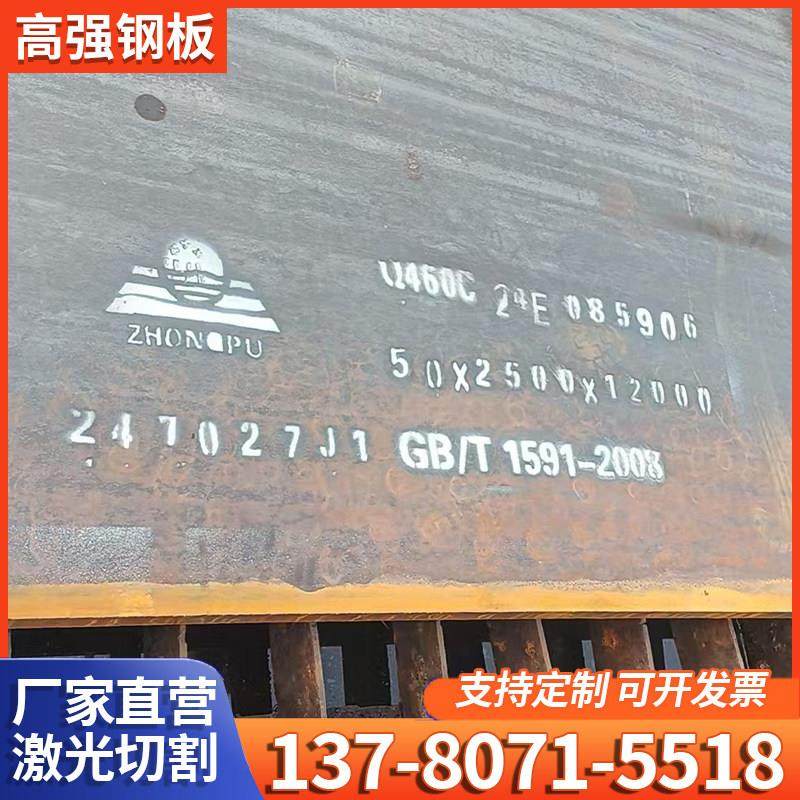 高强钢板
Q460C 24E 085906
ZHONGPU
50X2500X12000
247027J1 GB/T 1591-2008
厂家直营
激光切割
支持定制 可开发票
137-8071-5518